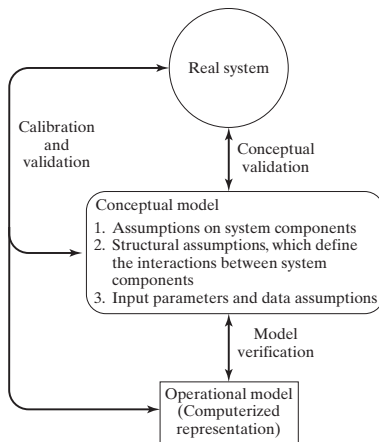 Real system
Calibration
and
validation
Conceptual
validation
Conceptual model
1. Assumptions on system components
2. Structural assumptions, which define
the interactions between system
components
3. Input parameters and data assumptions
Model
verification
Operational model
(Computerized
representation)